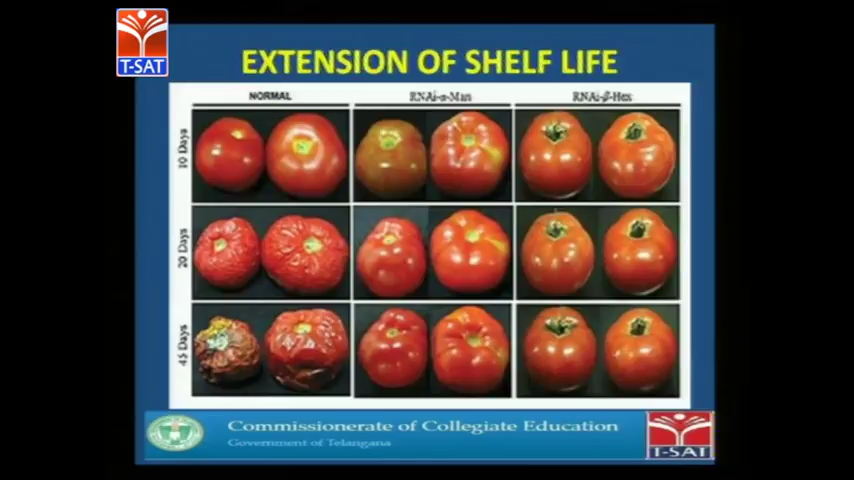 T-SAT
EXTENSION OF SHELF LIFE
NORMAL RNAi-α-Man RNAi-β-Hex
10 Days
20 Days
45 Days
Commissionerate of Collegiate Education
Government of Telangana
T-SAT